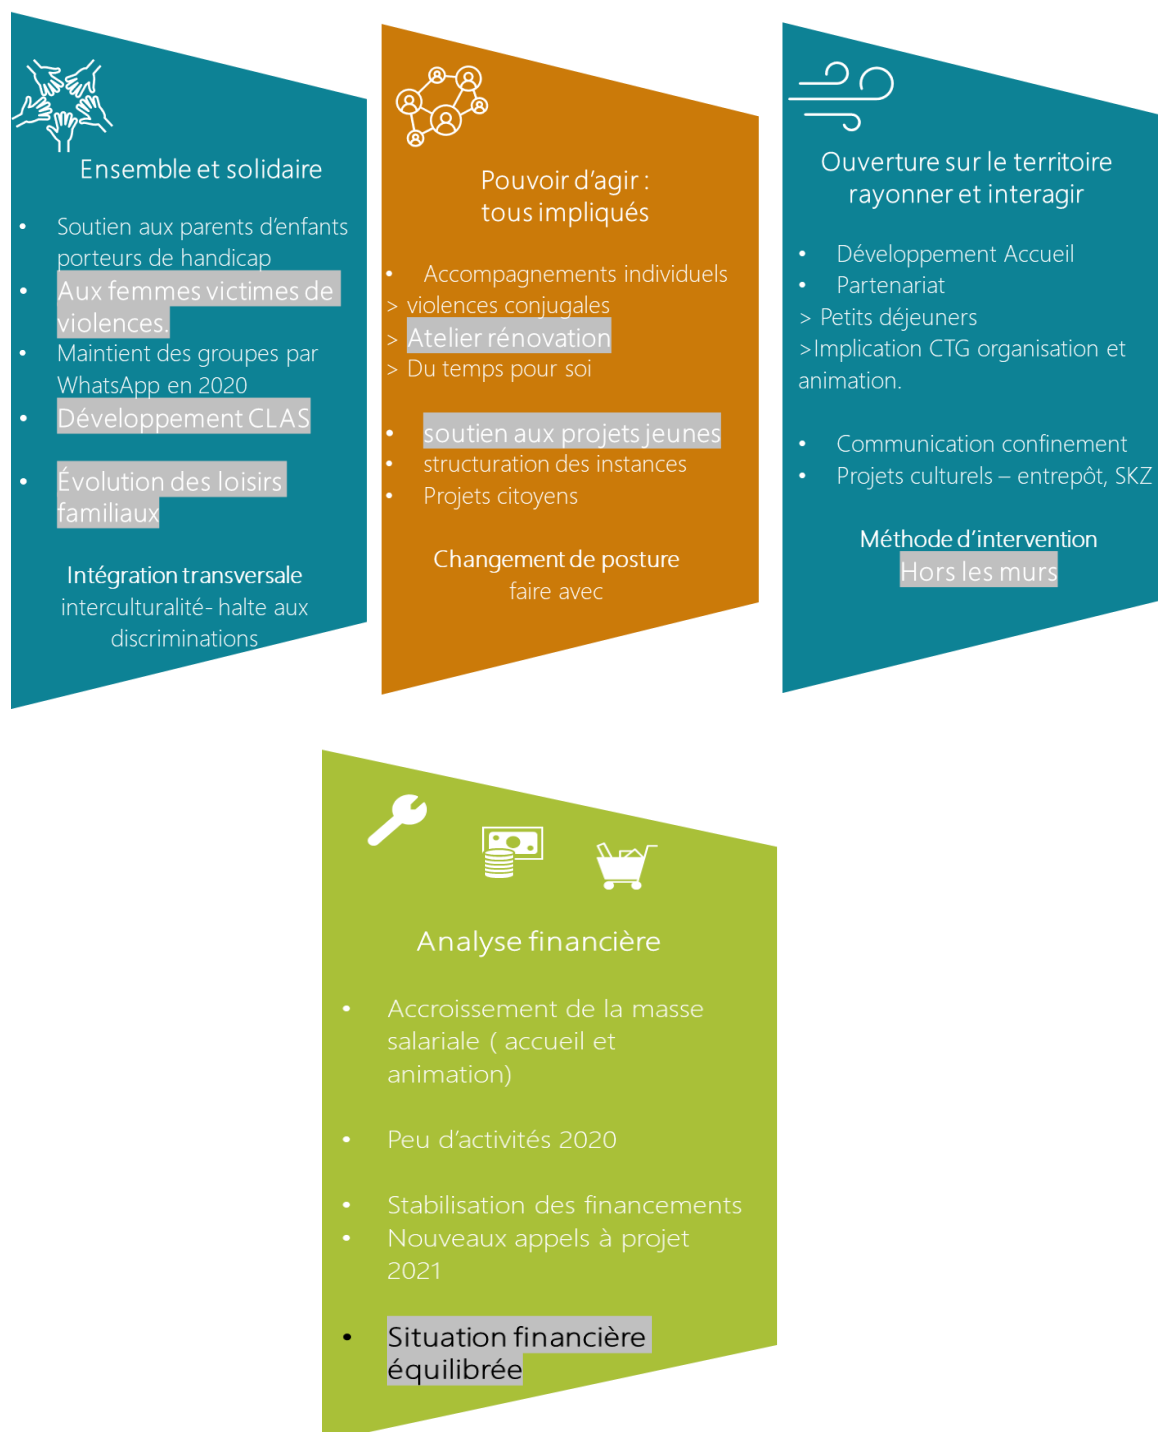 Ensemble et solidaire
• Soutien aux parents d’enfants
porteurs de handicap
• Aux femmes victimes de
violences.
• Maintient des groupes par
WhatsApp en 2020
• Développement CLAS
• Évolution des loisirs
familiaux
Intégration transversale
interculturalité- halte aux
discriminations
Pouvoir d’agir :
tous impliqués
• Accompagnements individuels
> violences conjugales
> Atelier rénovation
> Du temps pour soi
• soutien aux projets jeunes
• structuration des instances
• Projets citoyens
Changement de posture
faire avec
Ouverture sur le territoire
rayonner et interagir
• Développement Accueil
• Partenariat
> Petits déjeuners
>Implication CTG organisation et
animation.
• Communication confinement
• Projets culturels – entrepôt, SKZ
Méthode d’intervention
Hors les murs
Analyse financière
• Accroissement de la masse
salariale ( accueil et
animation)
• Peu d’activités 2020
• Stabilisation des financements
• Nouveaux appels à projet
2021
• Situation financière
équilibrée